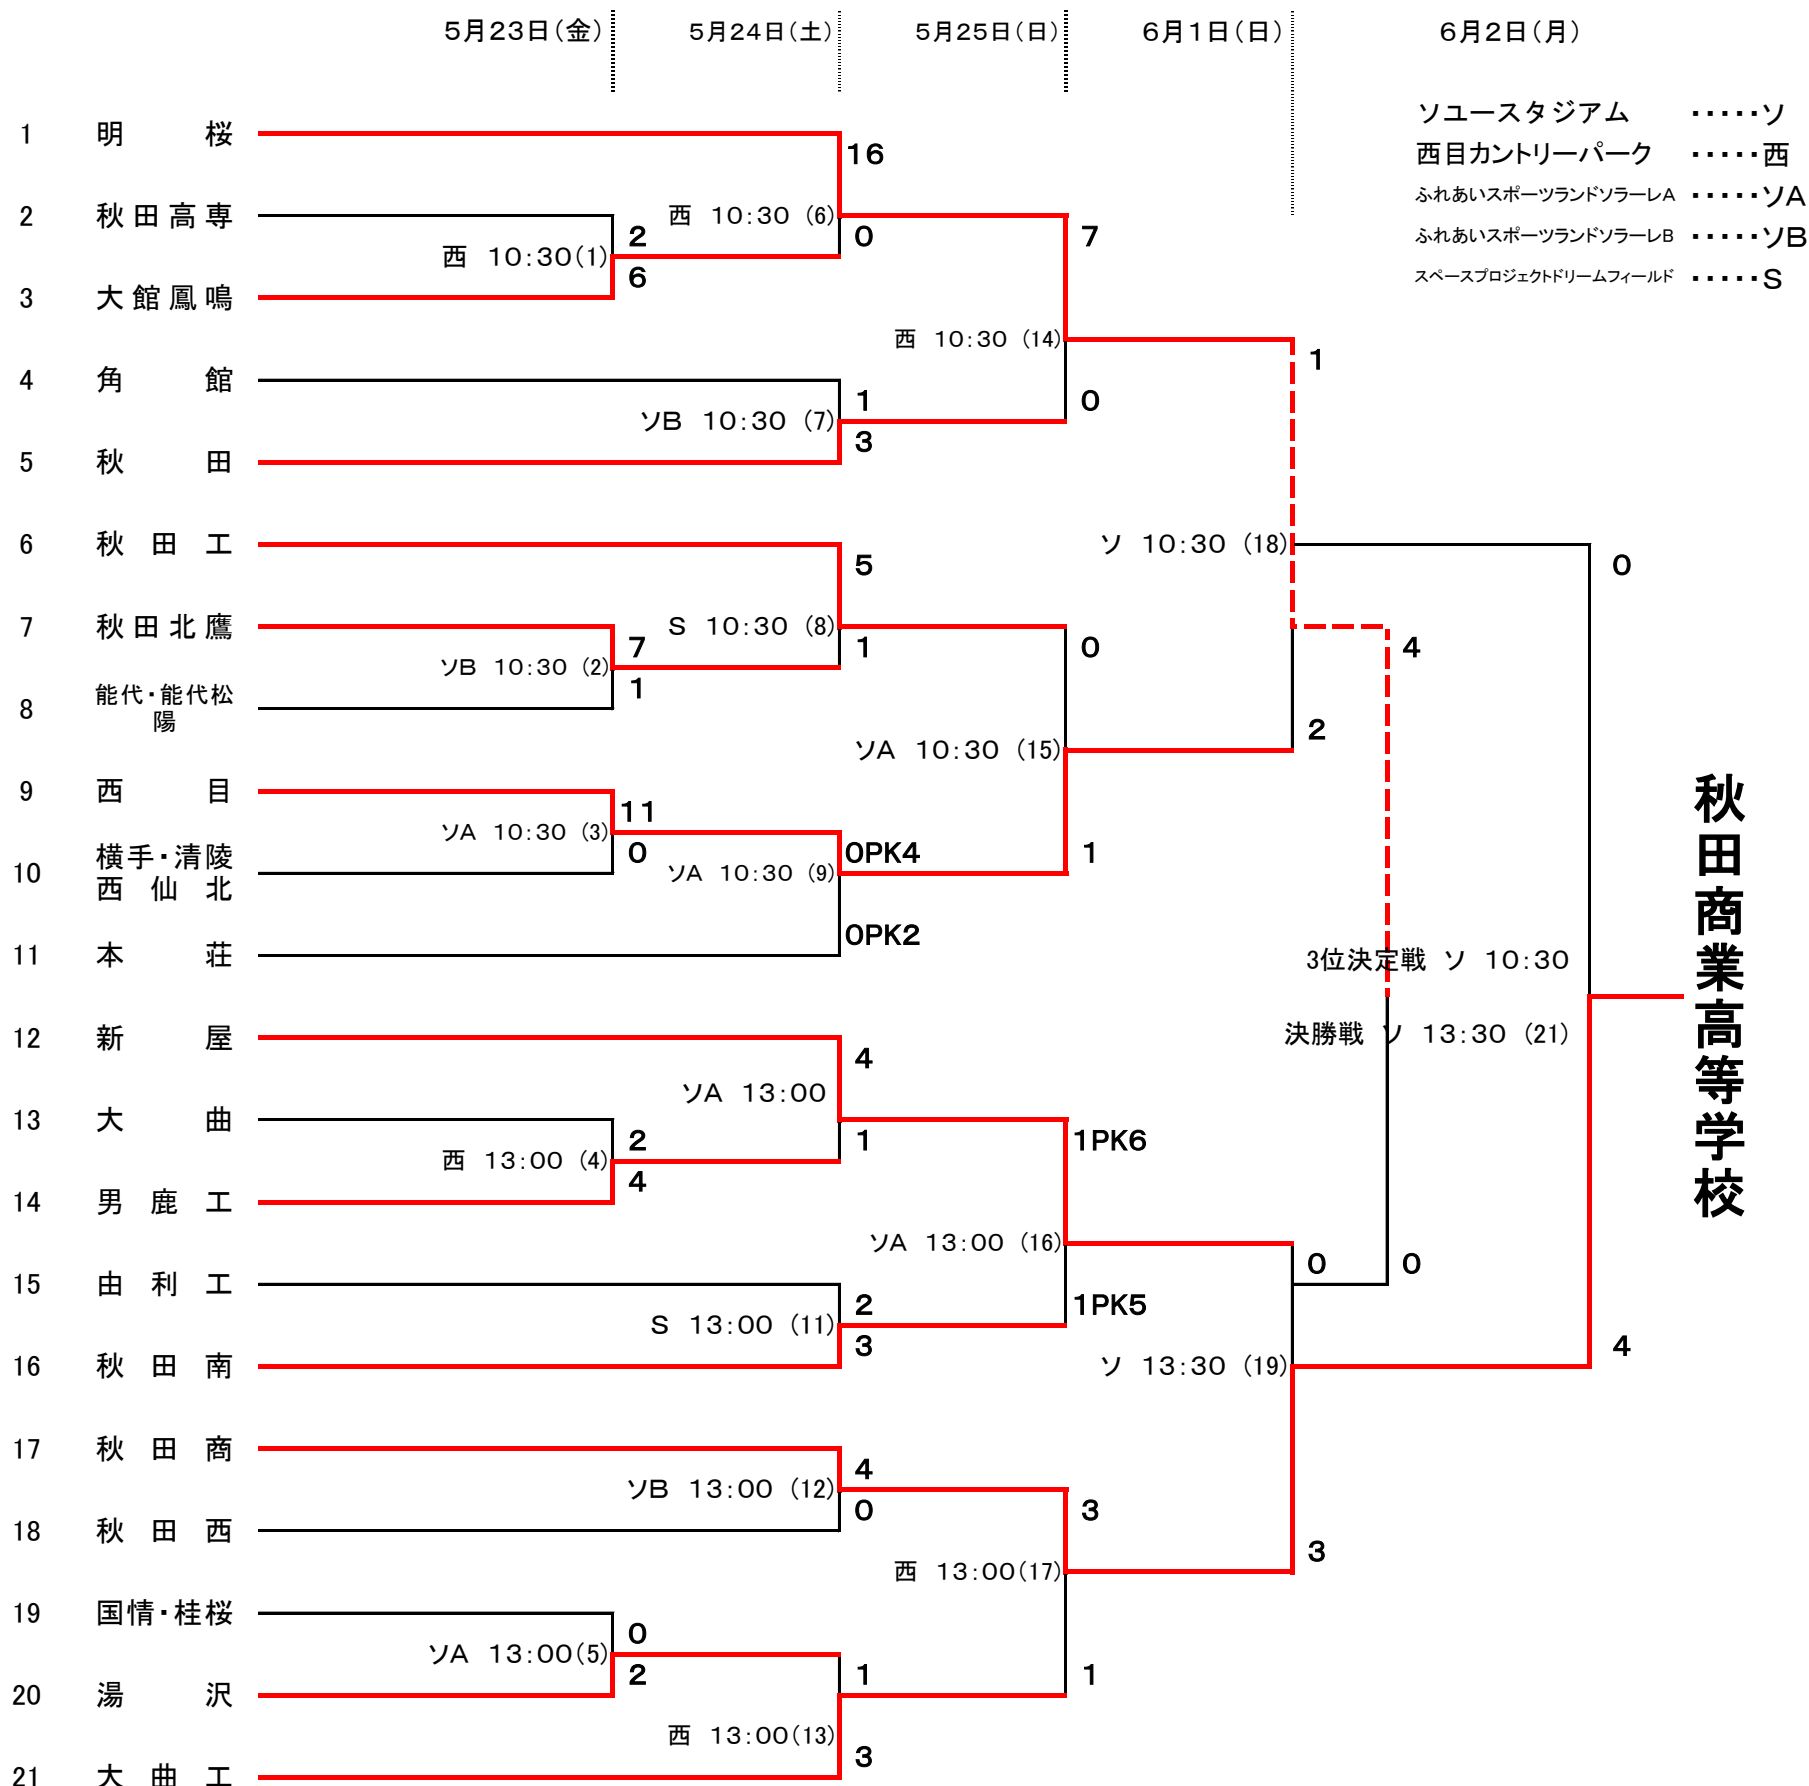 5月23日(金) 5月24日(土) 5月25日(日) 6月1日(日) 6月2日(月)
ソユースタジアム ・・・・・ソ
西目カントリーパーク ・・・・・西
ふれあいスポーツランドソラーレA ・・・・・ソA
ふれあいスポーツランドソラーレB ・・・・・ソB
スペースプロジェクトドリームフィールド ・・・・・S
1 明桜
16
2 秋田高専
西 10:30 (6)
7
2
0
西 10:30(1)
6
3 大館鳳鳴
西 10:30 (14)
1
4 角館
1
0
ソB 10:30 (7)
3
5 秋田
6 秋田工
ソ 10:30 (18)
5
0
7 秋田北鷹
S 10:30 (8)
7
1
0
4
ソB 10:30 (2)
1
8 能代・能代松
陽
2
ソA 10:30 (15)
9 西目
11
ソA 10:30 (3)
0
0PK4
1
10 横手・清陵
西仙北
ソA 10:30 (9)
0PK2
11 本荘
3位決定戦 ソ 10:30
決勝戦 ソ 13:30 (21)
秋田商業高等学校
12 新屋
4
ソA 13:00
13 大曲
2
1
1PK6
西 13:00 (4)
4
14 男鹿工
ソA 13:00 (16)
0
0
15 由利工
2
1PK5
S 13:00 (11)
3
4
16 秋田南
ソ 13:30 (19)
17 秋田商
4
ソB 13:00 (12)
0
3
18 秋田西
3
西 13:00(17)
19 国情・桂桜
0
ソA 13:00(5)
2
1
1
20 湯沢
西 13:00(13)
3
21 大曲工